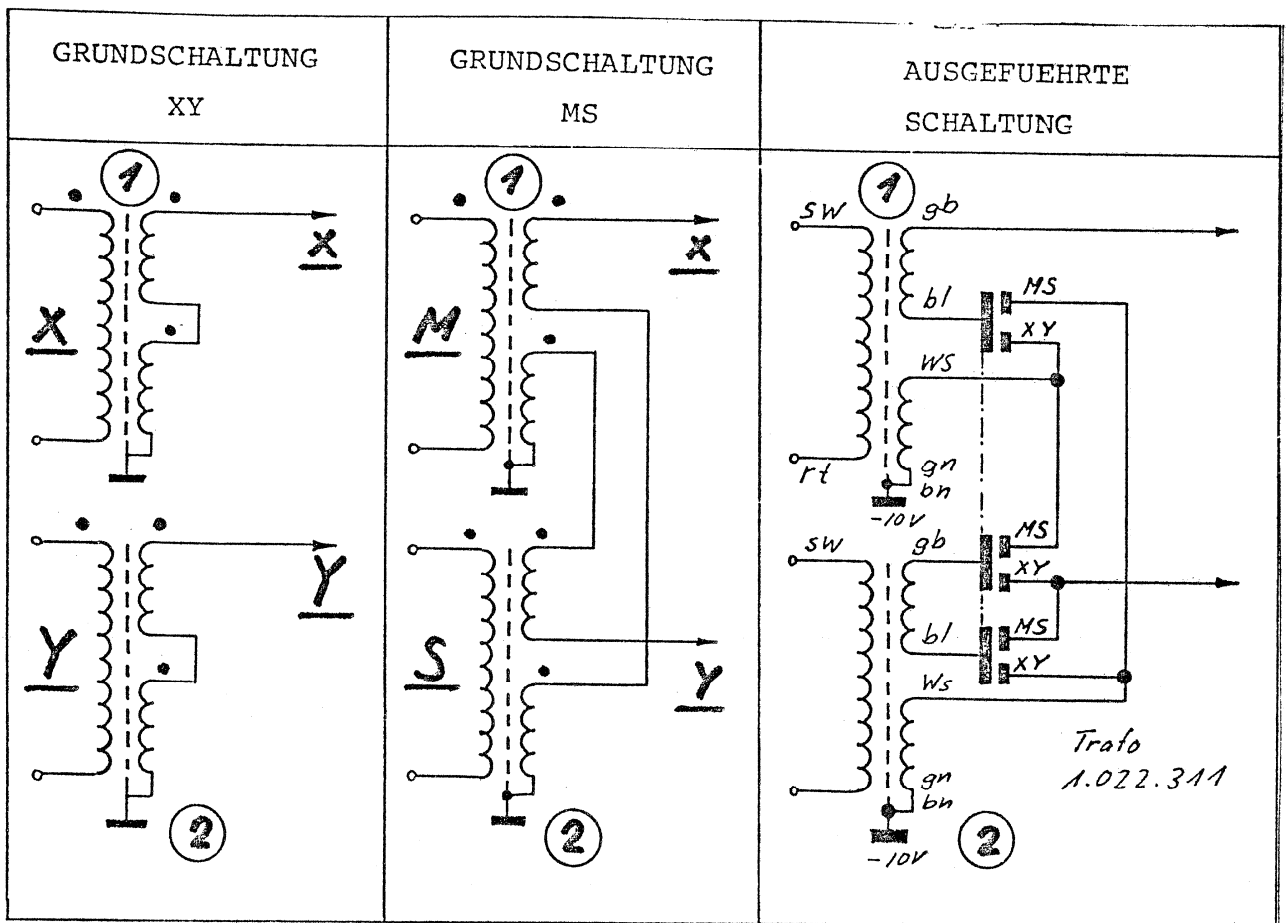 GRUNDSCHALTUNG
XY
GRUNDSCHALTUNG
MS
AUSGEFUEHRTE
SCHALTUNG
1
X
X
Y
Y
2
1
X
M
S
Y
2
1
sw
gb
bl
MS
XY
ws
rt
gn
bn
-10V
sw
gb
MS
XY
bl
MS
XY
Ws
Trafo
1.022.311
gn
bn
-10V
2